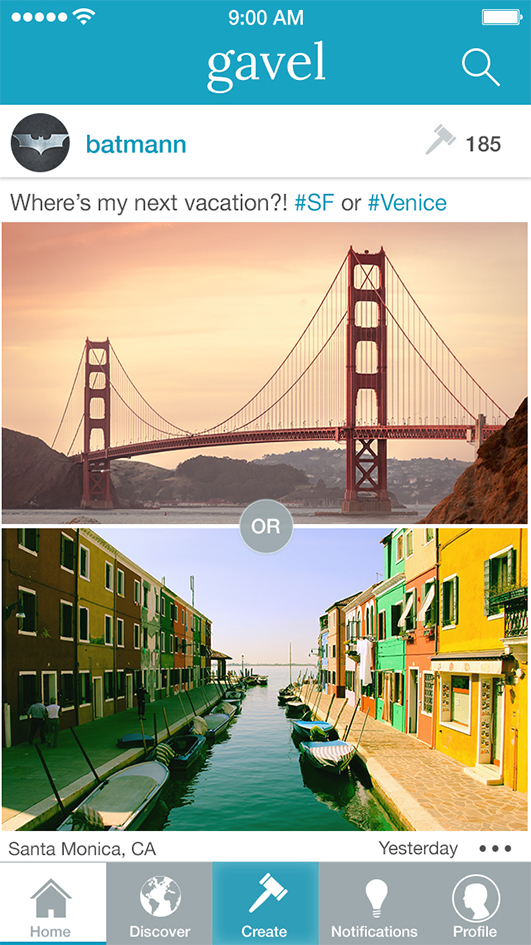 9:00 AM
gavel
batmann
185
Where's my next vacation?! #SF or #Venice
OR
Santa Monica, CA
Yesterday
Home
Discover
Create
Notifications
Profile